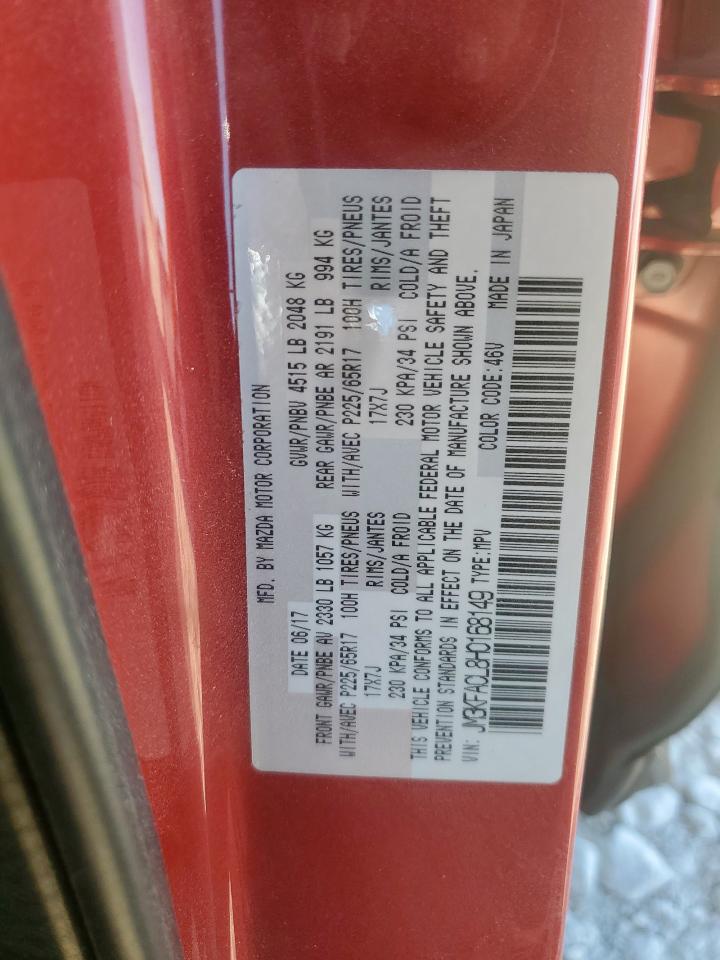 MFD. BY MAZDA MOTOR CORPORATION
DATE 06/17 GVWR/PNBV 4515 LB 2048 KG
FRONT GAWR/PNBE AV 2330 LB 1057 KG REAR GAWR/PNBE AR 2191 LB 994 KG
WITH/AVEC P225/65R17 100H TIRES/PNEUS WITH/AVEC P225/65R17 100H TIRES/PNEUS
17X7J RIMS/JANTES 17X7J RIMS/JANTES
230 KPA/34 PSI COLD/A FROID 230 KPA/34 PSI COLD/A FROID
THIS VEHICLE CONFORMS TO ALL APPLICABLE FEDERAL MOTOR VEHICLE SAFETY AND THEFT
PREVENTION STANDARDS IN EFFECT ON THE DATE OF MANUFACTURE SHOWN ABOVE.
VIN: JM3KFACL8H0168149 TYPE:MPV COLOR CODE:46V MADE IN JAPAN